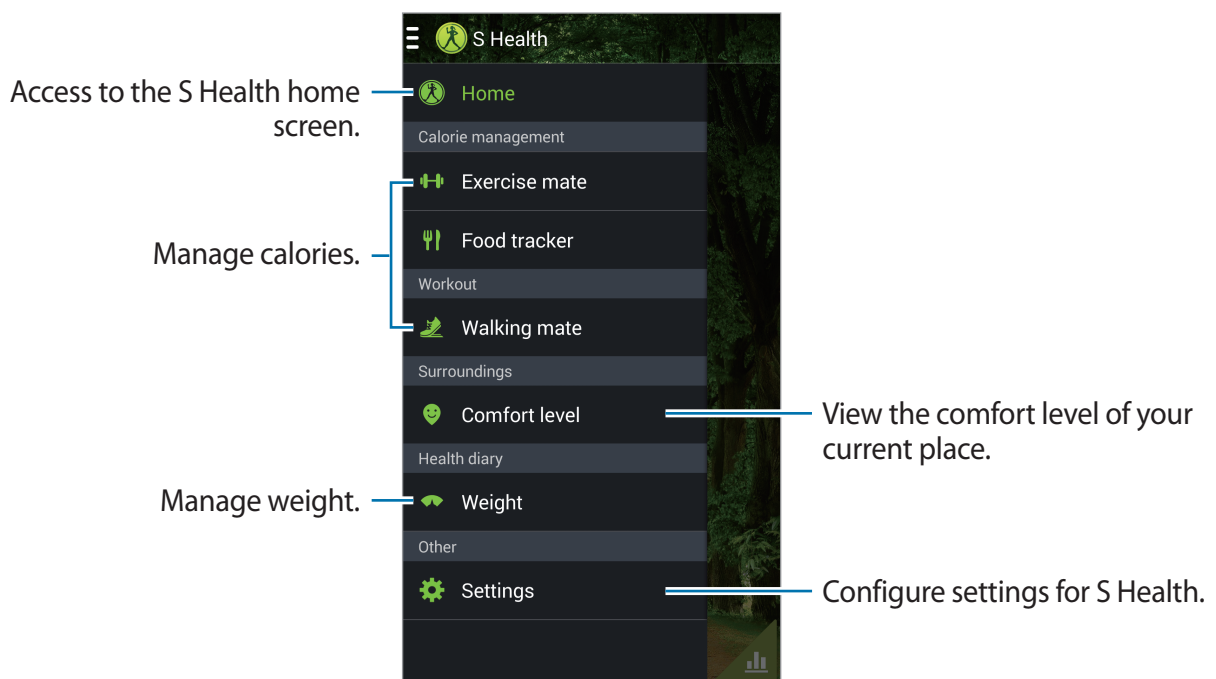 S Health
Access to the S Health home
screen.
Home
Calorie management
Exercise mate
Manage calories.
Food tracker
Workout
Walking mate
Surroundings
Comfort level
View the comfort level of your
current place.
Health diary
Manage weight.
Weight
Other
Settings
Configure settings for S Health.